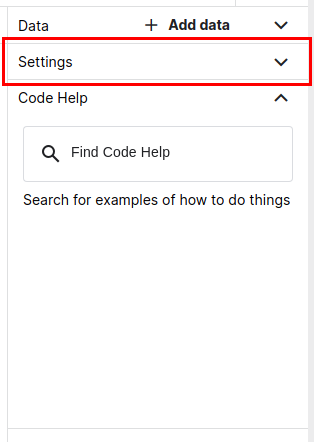 Data + Add data
Settings
Code Help
Find Code Help
Search for examples of how to do things